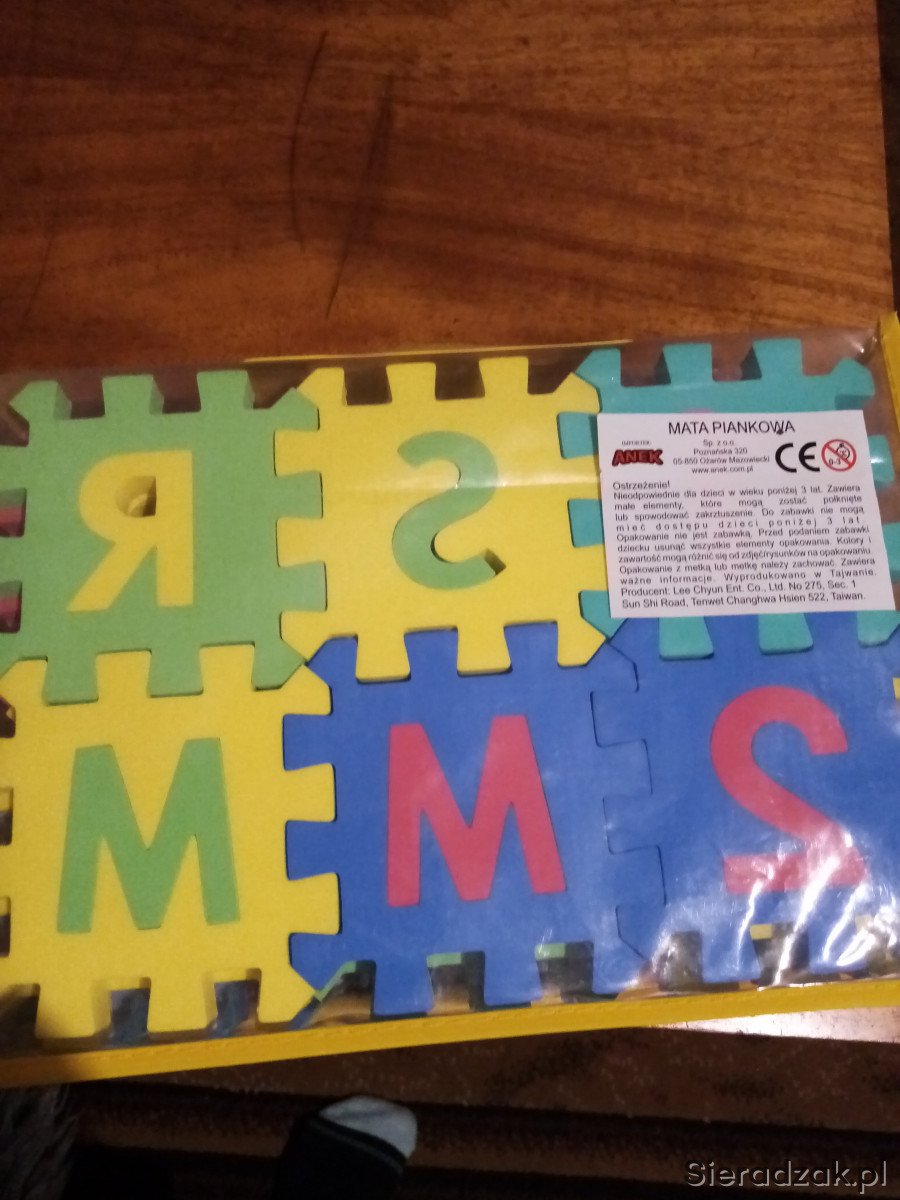 MATA PIANKOWA
IMPORTER
ANEK
Sp. z o.o.
Poznańska 320
05-850 Ożarów Mazowiecki
www.anek.com.pl
CE
0-3
Ostrzeżenie!
Nieodpowiednie dla dzieci w wieku poniżej 3 lat. Zawiera
małe elementy, które mogą zostać połknięte
lub spowodować zakrztuszenie. Do zabawki nie mogą
mieć dostępu dzieci poniżej 3 lat.
Opakowanie nie jest zabawką. Przed podaniem zabawki
dziecku usunąć wszystkie elementy opakowania. Kolory i
zawartość mogą różnić się od zdjęć/rysunków na opakowaniu.
Opakowanie z metką lub metkę należy zachować. Zawiera
ważne informacje. Wyprodukowano w Tajwanie.
Producent: Lee Chyun Ent. Co., Ltd. No 275, Sec. 1
Sun Shi Road, Tenwet Changhwa Hsien 522, Taiwan.
R S
M M 2
Sieradzak.pl